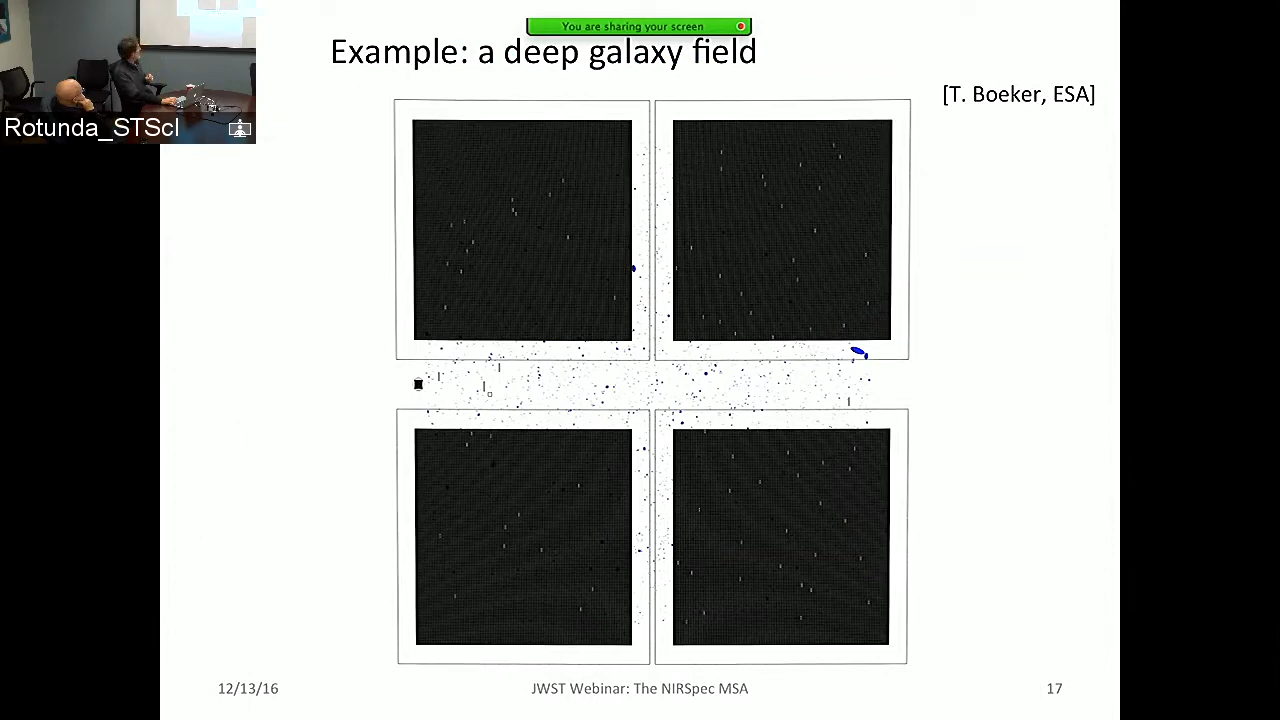 You are sharing your screen
Example: a deep galaxy field
[T. Boeker, ESA]
Rotunda_STScI
12/13/16
JWST Webinar: The NIRSpec MSA
17